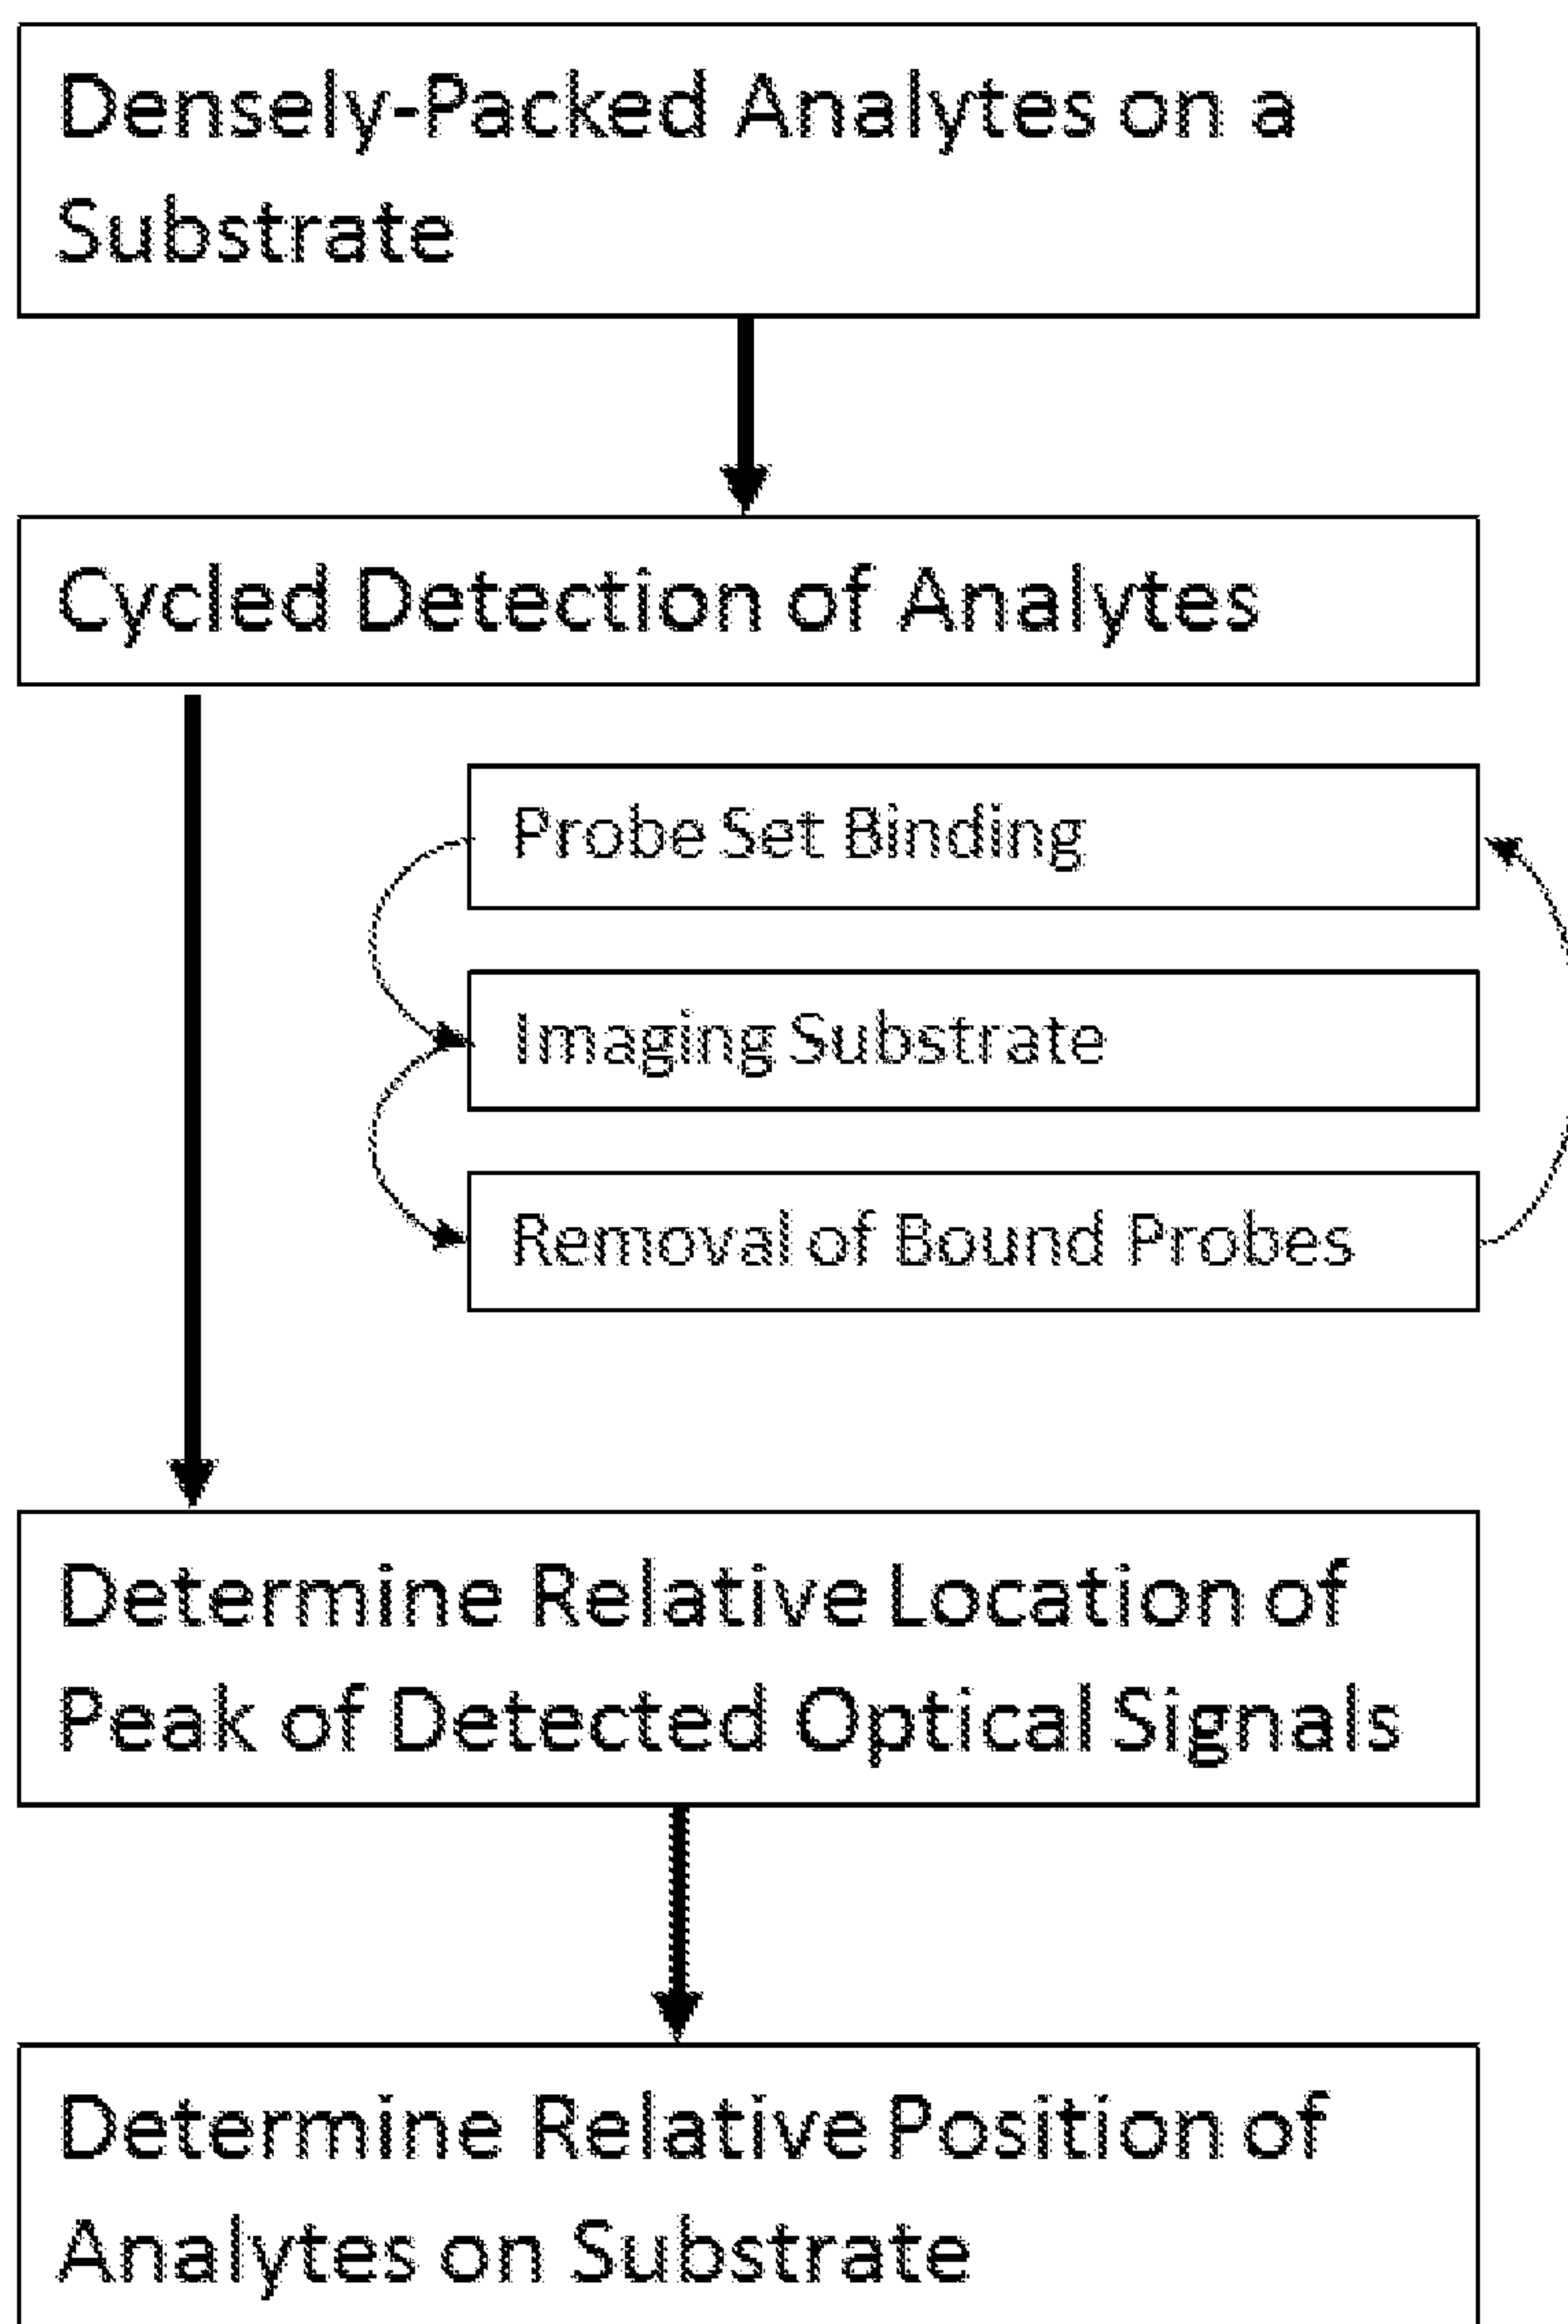 Densely-Packed Analytes on a
Substrate
Cycled Detection of Analytes
Probe Set Binding
Imaging Substrate
Removal of Bound Probes
Determine Relative Location of
Peak of Detected Optical Signals
Determine Relative Position of
Analytes on Substrate